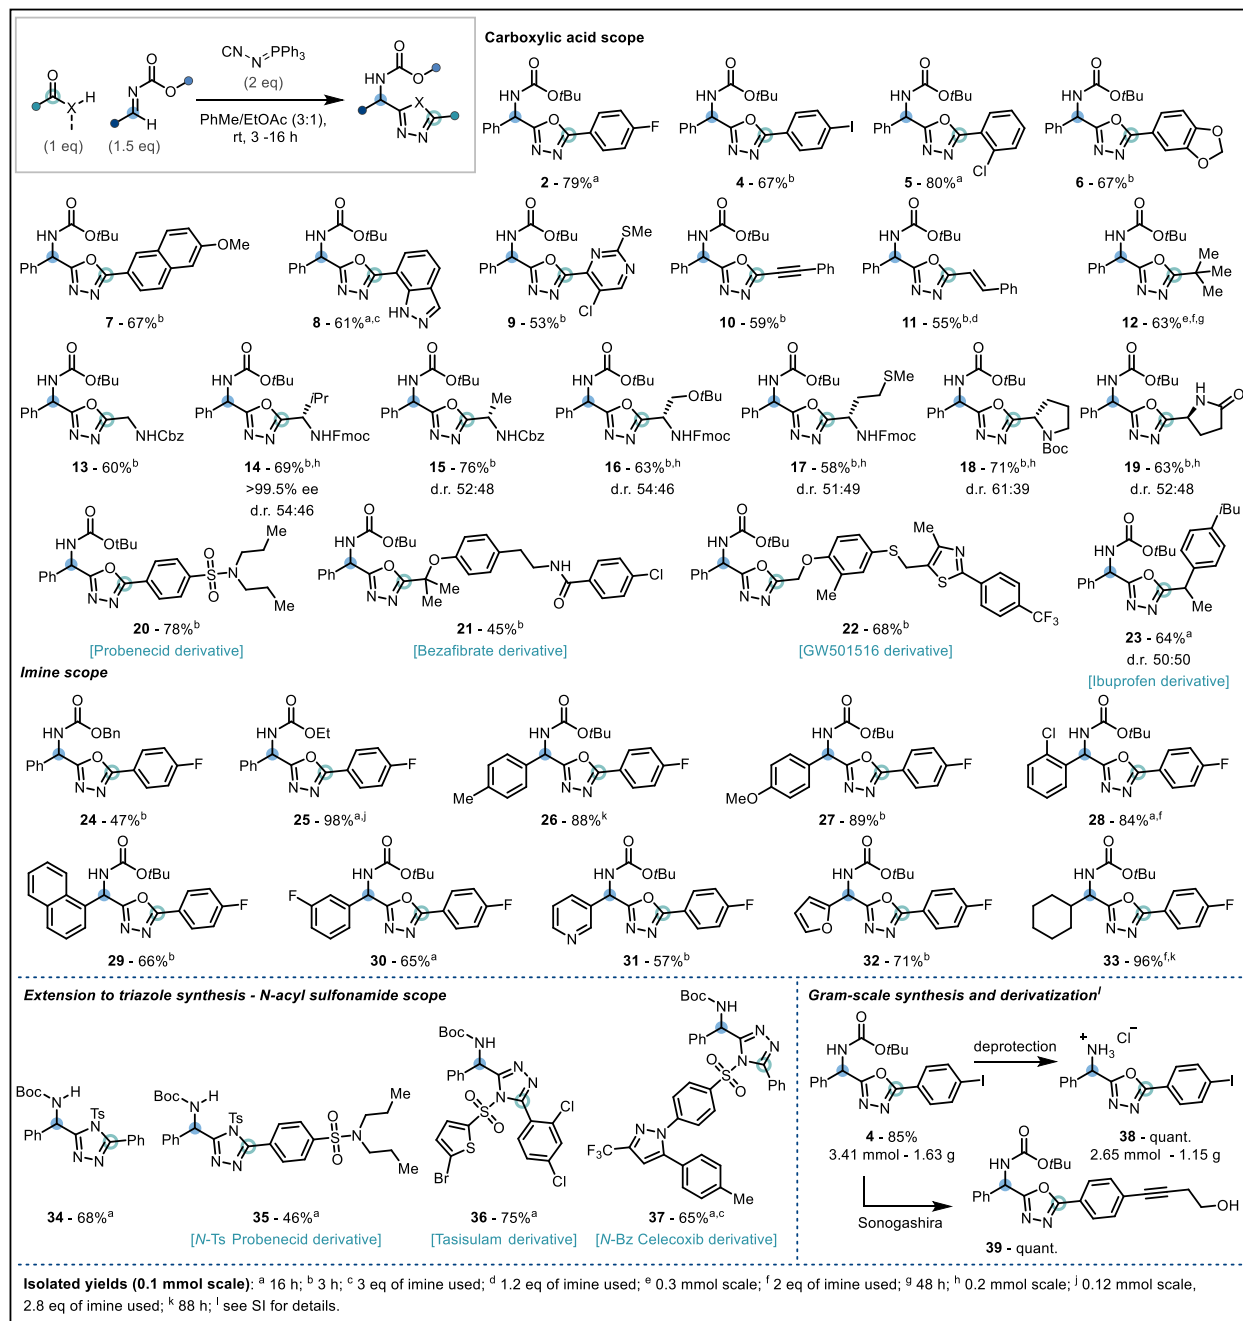 Carboxylic acid scope
CN N=PPh3
(2 eq)
PhMe/EtOAc (3:1),
rt, 3 -16 h
(1 eq) (1.5 eq)
2 - 79%a
4 - 67%b
5 - 80%a
6 - 67%b
7 - 67%b
8 - 61%a,c
9 - 53%b
10 - 59%b
11 - 55%b,d
12 - 63%e,f,g
13 - 60%b
14 - 69%b,h
>99.5% ee
d.r. 54:46
15 - 76%b
d.r. 52:48
16 - 63%b,h
d.r. 54:46
17 - 58%b,h
d.r. 51:49
18 - 71%b,h
d.r. 61:39
19 - 63%b,h
d.r. 52:48
20 - 78%b
[Probenecid derivative]
21 - 45%b
[Bezafibrate derivative]
22 - 68%b
[GW501516 derivative]
23 - 64%a
d.r. 50:50
[Ibuprofen derivative]
Imine scope
24 - 47%b
25 - 98%a,j
26 - 88%k
27 - 89%b
28 - 84%a,f
29 - 66%b
30 - 65%a
31 - 57%b
32 - 71%b
33 - 96%f,k
Extension to triazole synthesis - N-acyl sulfonamide scope
34 - 68%a
35 - 46%a
[N-Ts Probenecid derivative]
36 - 75%a
[Tasisulam derivative]
37 - 65%a,c
[N-Bz Celecoxib derivative]
Gram-scale synthesis and derivatization l
deprotection
4 - 85%
3.41 mmol - 1.63 g
38 - quant.
2.65 mmol - 1.15 g
Sonogashira
39 - quant.
Isolated yields (0.1 mmol scale): a 16 h; b 3 h; c 3 eq of imine used; d 1.2 eq of imine used; e 0.3 mmol scale; f 2 eq of imine used; g 48 h; h 0.2 mmol scale; j 0.12 mmol scale,
2.8 eq of imine used; k 88 h; l see SI for details.